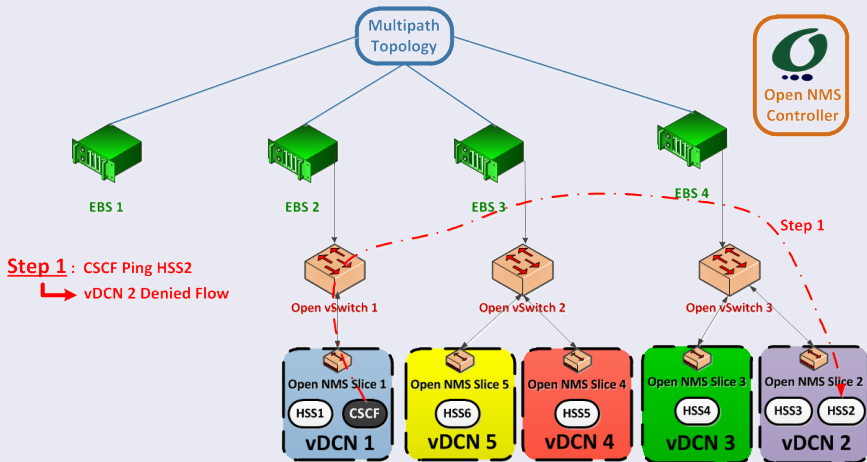 Multipath
Topology
Open NMS
Controller
EBS 1
EBS 2
EBS 3
EBS 4
Step 1
Step 1 : CSCF Ping HSS2
vDCN 2 Denied Flow
Open vSwitch 1
Open vSwitch 2
Open vSwitch 3
Open NMS Slice 1
HSS1
CSCF
vDCN 1
Open NMS Slice 5
HSS6
vDCN 5
Open NMS Slice 4
HSS5
vDCN 4
Open NMS Slice 3
HSS4
vDCN 3
Open NMS Slice 2
HSS3
HSS2
vDCN 2